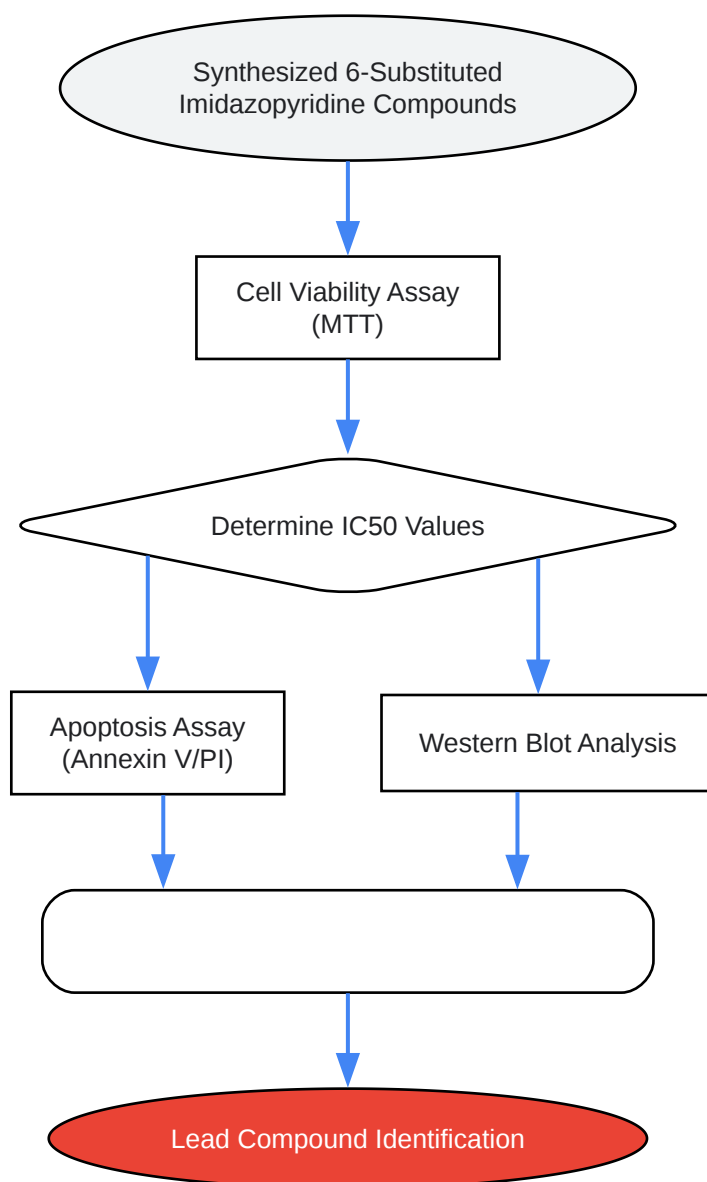 Synthesized 6-Substituted
Imidazopyridine Compounds
Cell Viability Assay
(MTT)
Determine IC50 Values
Apoptosis Assay
(Annexin V/PI)
Western Blot Analysis
Lead Compound Identification